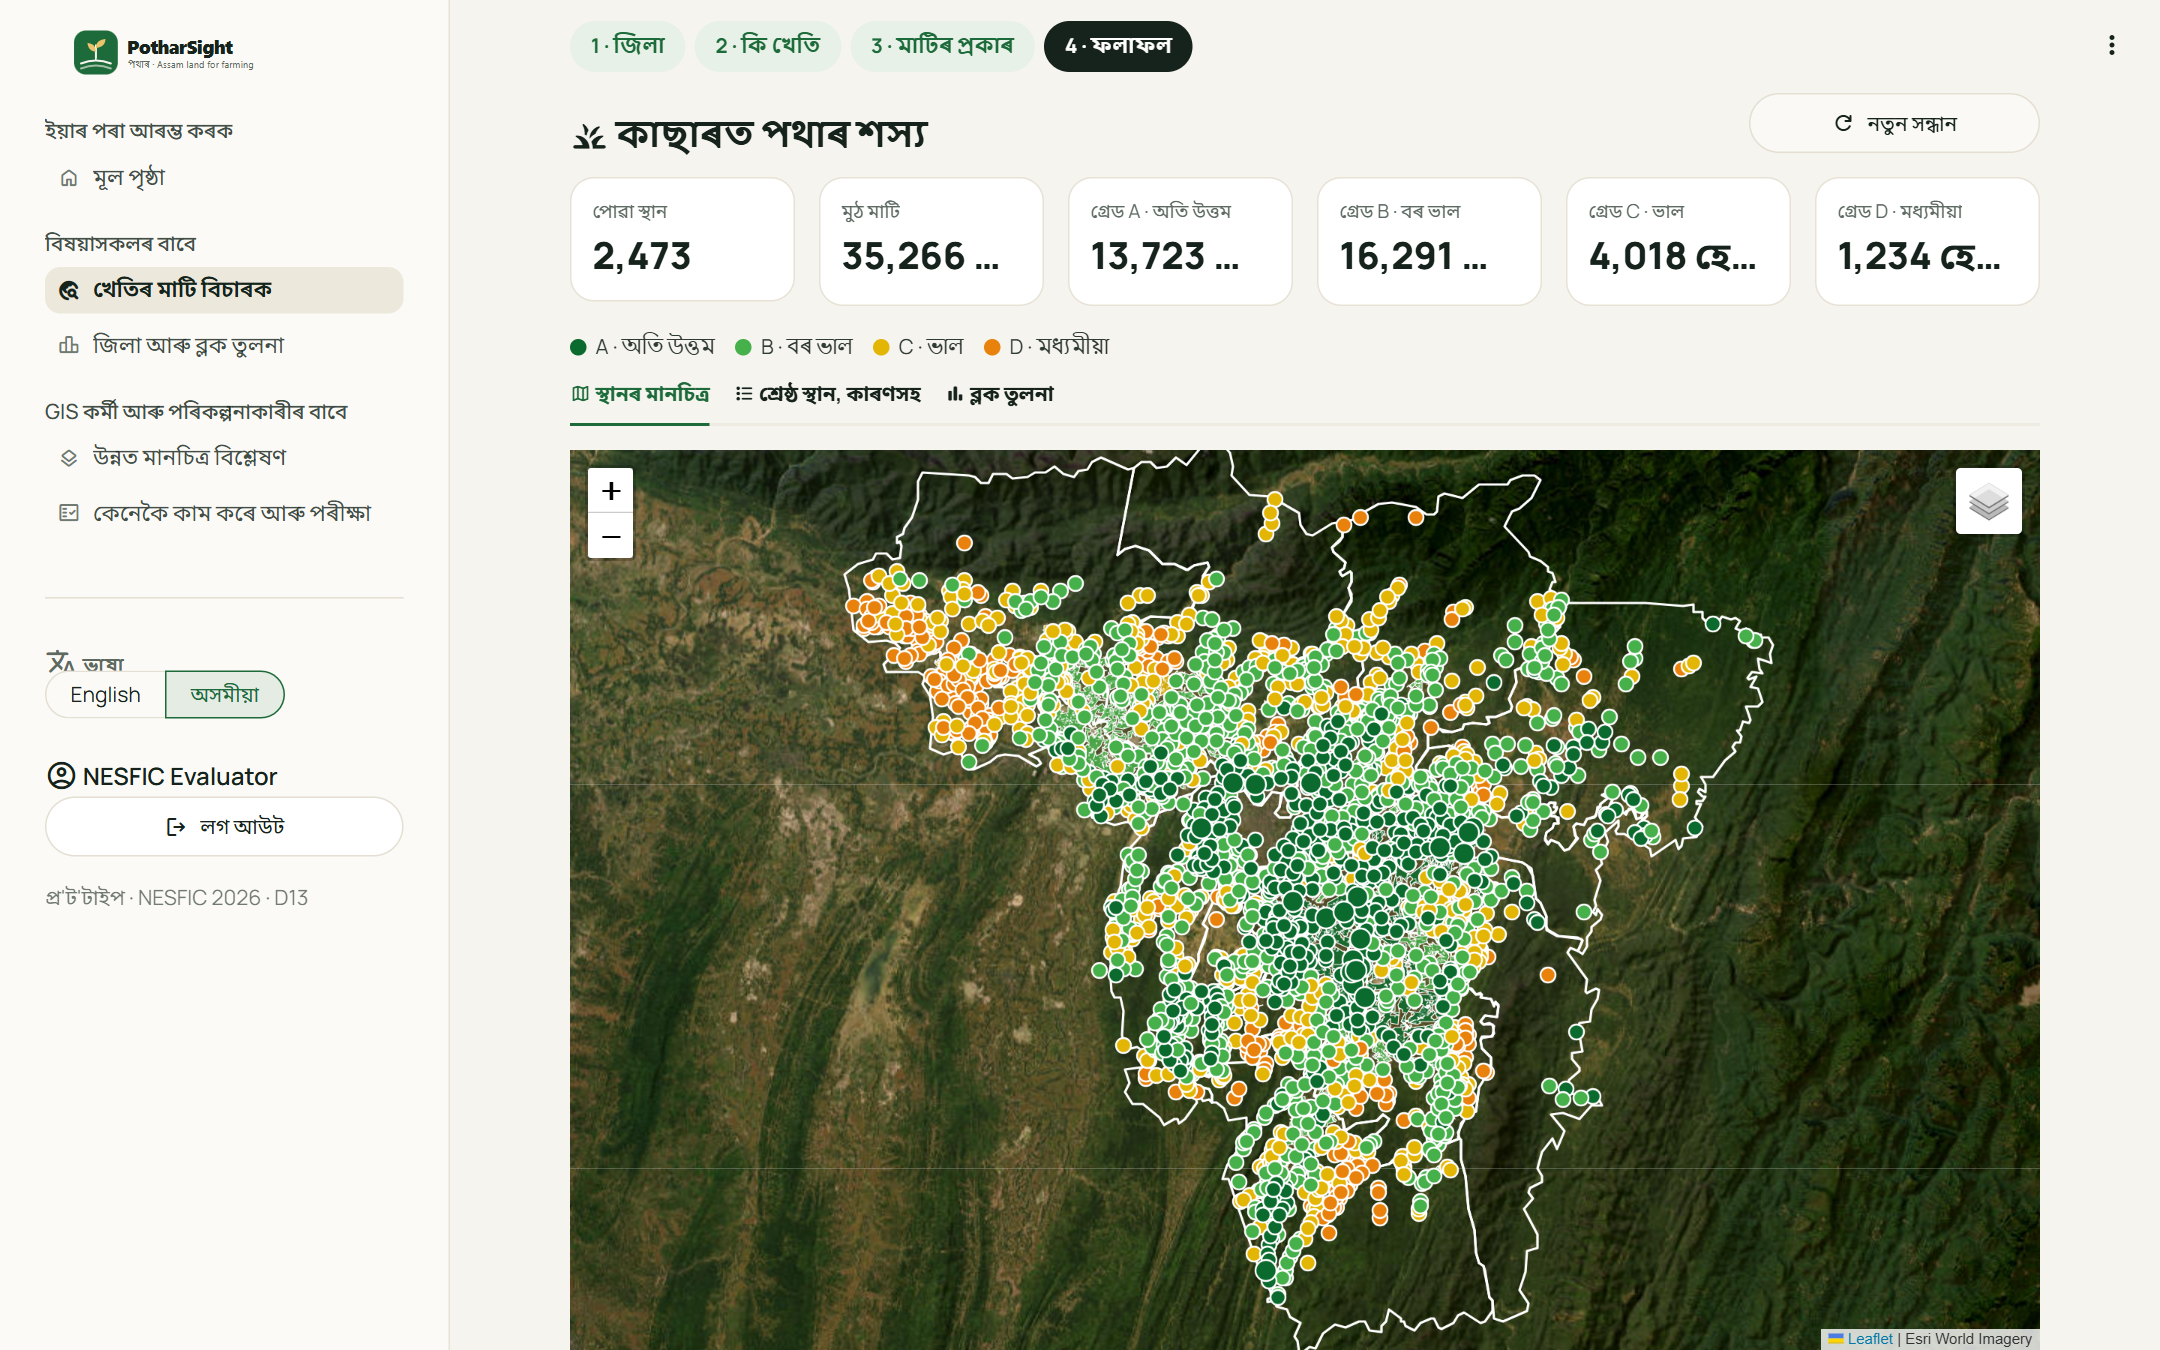 PotharSight
পথাৰ · Assam land for farming
ইয়াৰ পৰা আৰম্ভ কৰক
মূল পৃষ্ঠা
বিষয়াসকলৰ বাবে
খেতিৰ মাটি বিচাৰক
জিলা আৰু ব্লক তুলনা
GIS কৰ্মী আৰু পৰিকল্পনাকাৰীৰ বাবে
উন্নত মানচিত্ৰ বিশ্লেষণ
কেনেকৈ কাম কৰে আৰু পৰীক্ষা
ভাষা
English
অসমীয়া
NESFIC Evaluator
লগ আউট
প্ৰ'ট'টাইপ · NESFIC 2026 · D13
1 · জিলা
2 · কি খেতি
3 · মাটিৰ প্ৰকাৰ
4 · ফলাফল
কাছাৰত পথাৰ শস্য
নতুন সন্ধান
পোৱা স্থান
2,473
মুঠ মাটি
35,266 ...
গ্ৰেড A · অতি উত্তম
13,723 ...
গ্ৰেড B · বৰ ভাল
16,291 ...
গ্ৰেড C · ভাল
4,018 হে...
গ্ৰেড D · মধ্যমীয়া
1,234 হে...
A · অতি উত্তম
B · বৰ ভাল
C · ভাল
D · মধ্যমীয়া
স্থানৰ মানচিত্ৰ
শ্ৰেষ্ঠ স্থান, কাৰণসহ
ব্লক তুলনা
+
−
Leaflet | Esri World Imagery